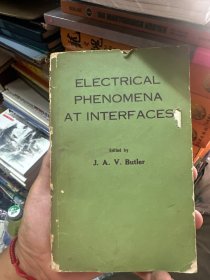 ELECTRICAL
PHENOMENA
AT INTERFACES
Edited by
J. A. V. Butler